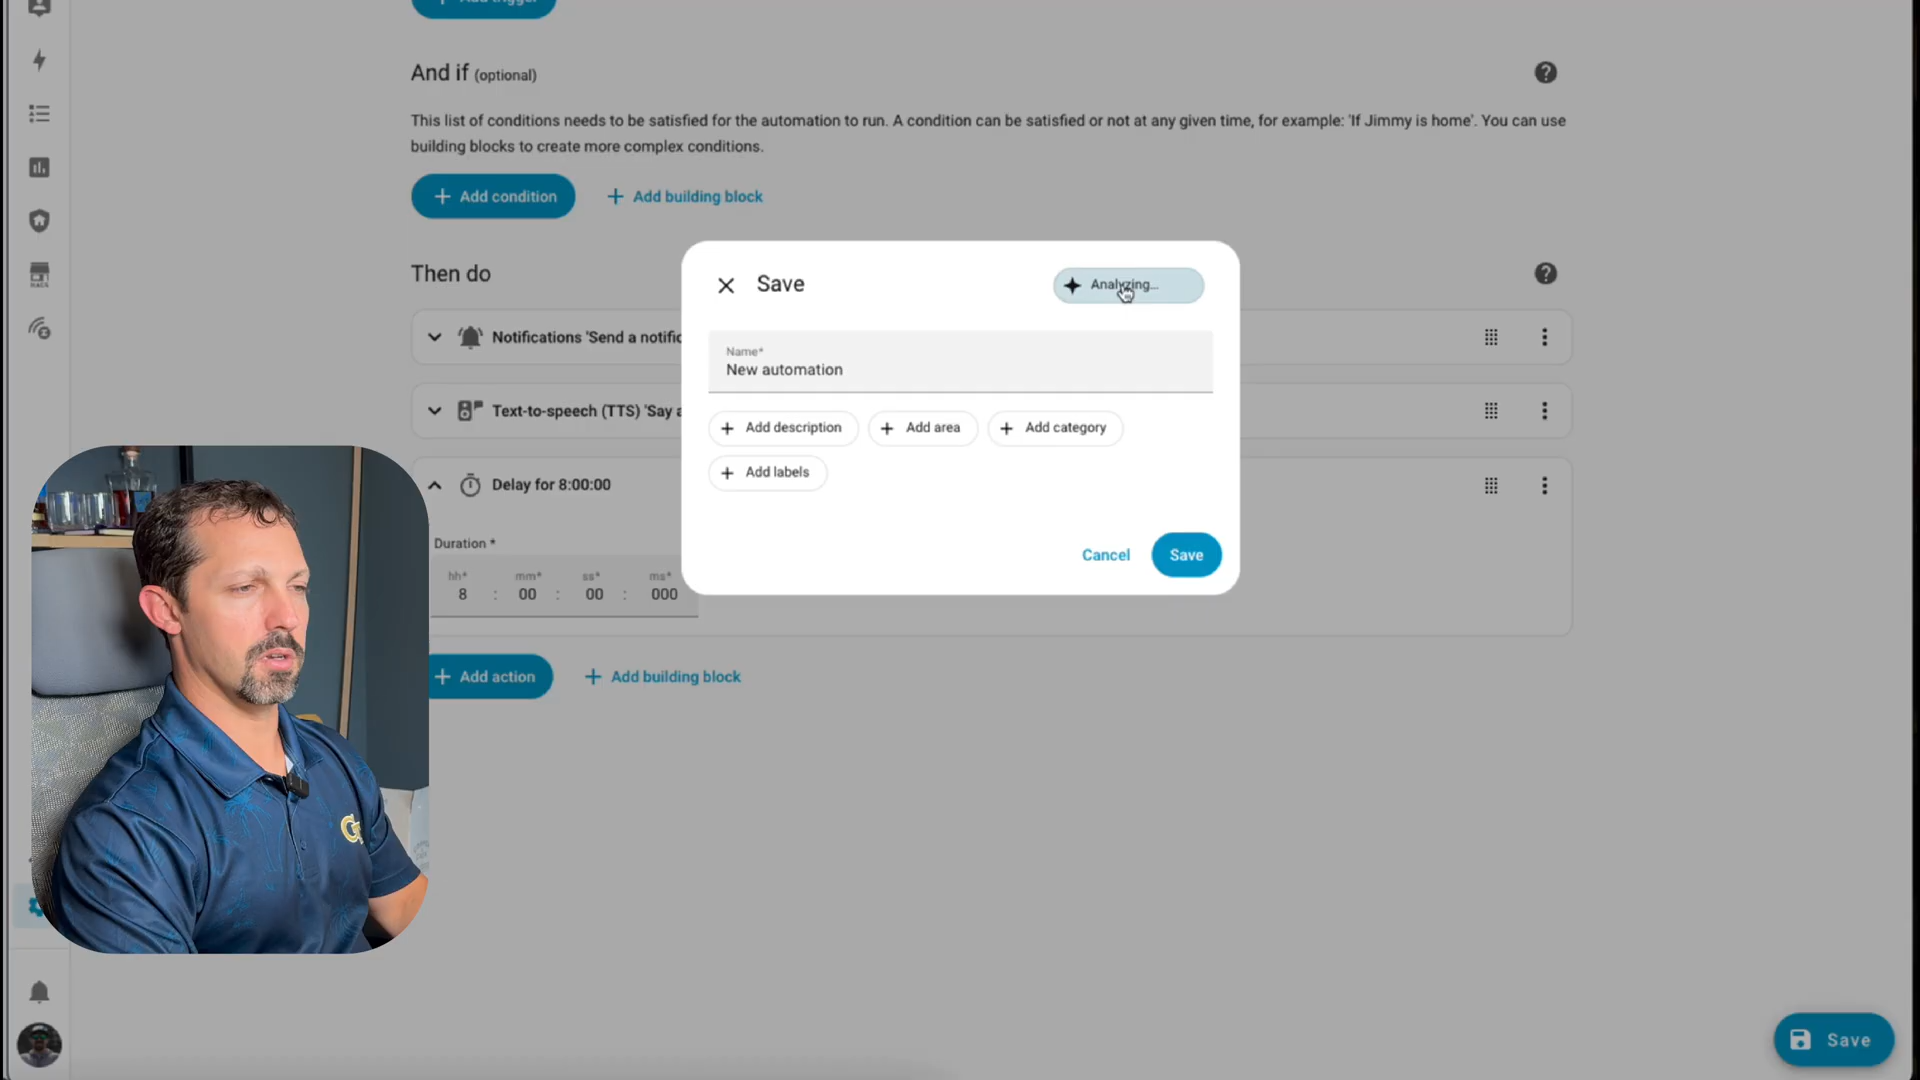 Add trigger
And if (optional)
This list of conditions needs to be satisfied for the automation to run. A condition can be satisfied or not at any given time, for example: 'If Jimmy is home'. You can use
building blocks to create more complex conditions.
Add condition
Add building block
Then do
Save
Analyzing...
Notifications 'Send a notific
Name*
New automation
Text-to-speech (TTS) 'Say a
Add description
Add area
Add category
Add labels
Delay for 8:00:00
Duration *
hh* mm* ss* ms*
8 : 00 : 00 : 000
Cancel
Save
Add action
Add building block
HACS
GT
Save